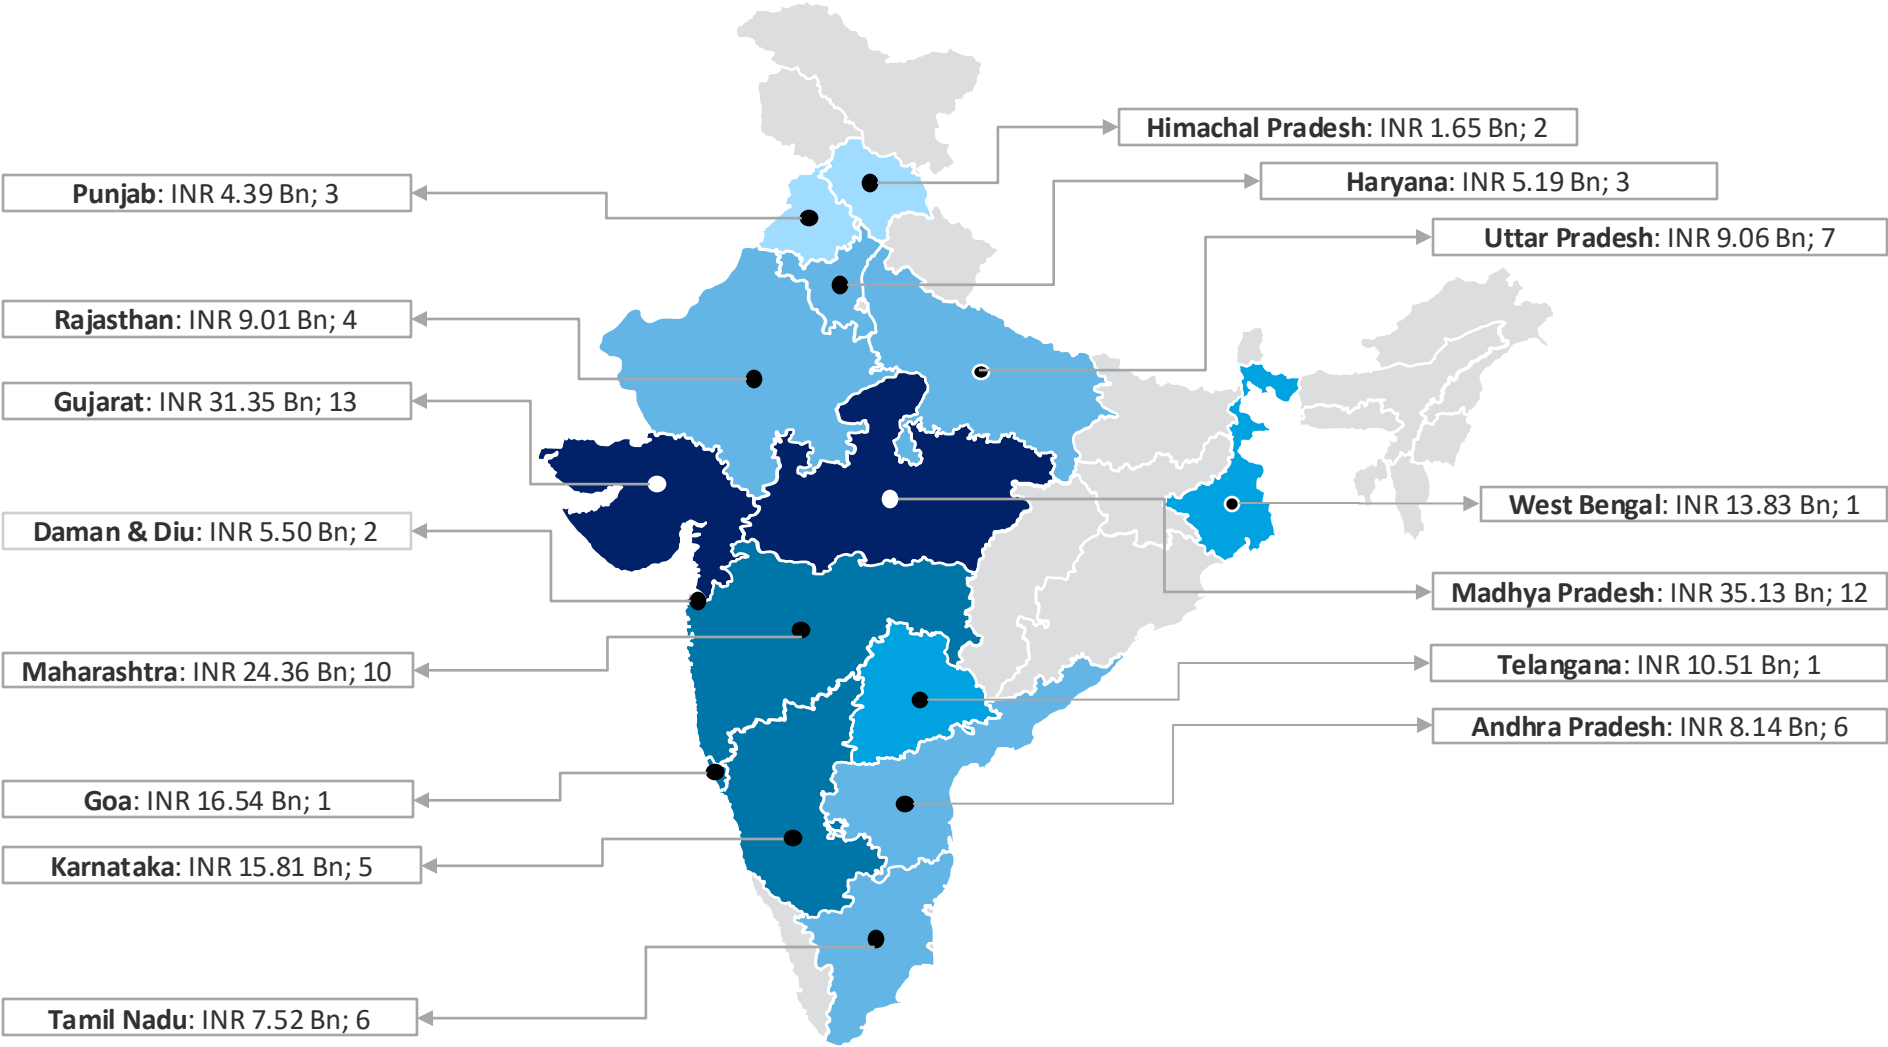 Himachal Pradesh: INR 1.65 Bn; 2
Punjab: INR 4.39 Bn; 3
Haryana: INR 5.19 Bn; 3
Uttar Pradesh: INR 9.06 Bn; 7
Rajasthan: INR 9.01 Bn; 4
Gujarat: INR 31.35 Bn; 13
West Bengal: INR 13.83 Bn; 1
Daman & Diu: INR 5.50 Bn; 2
Madhya Pradesh: INR 35.13 Bn; 12
Maharashtra: INR 24.36 Bn; 10
Telangana: INR 10.51 Bn; 1
Andhra Pradesh: INR 8.14 Bn; 6
Goa: INR 16.54 Bn; 1
Karnataka: INR 15.81 Bn; 5
Tamil Nadu: INR 7.52 Bn; 6